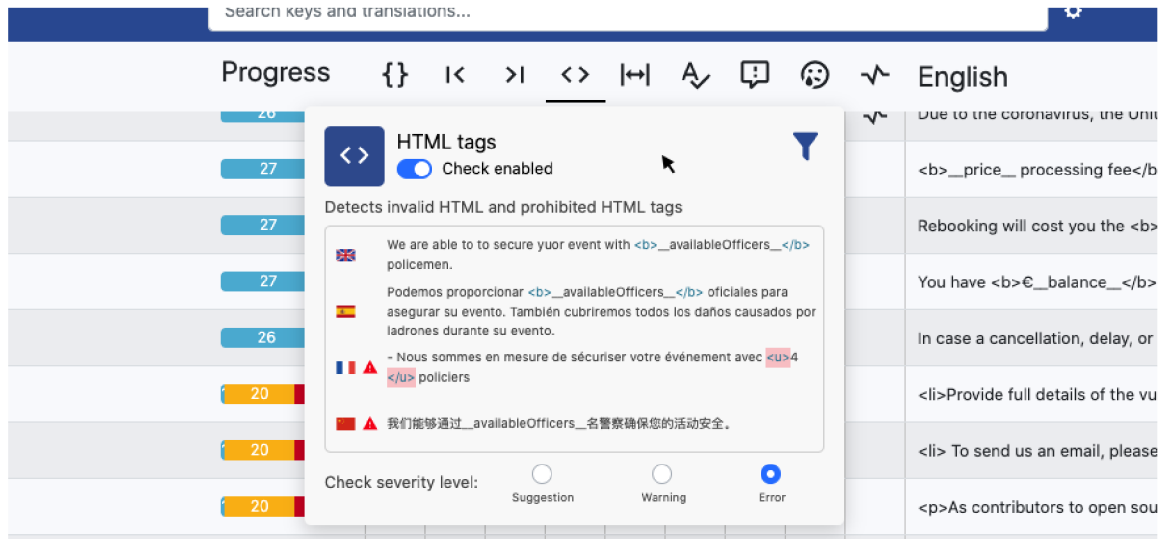 Search keys and translations...
Progress
{}
English
26
Due to the coronavirus, the Unit
27
<b>__price__ processing fee</b
27
Rebooking will cost you the <b>
27
You have <b>€__balance__</b>
26
In case a cancellation, delay, or
20
<li>Provide full details of the vu
20
<li> To send us an email, please
20
<p>As contributors to open sou
HTML tags
Check enabled
Detects invalid HTML and prohibited HTML tags
We are able to to secure yuor event with <b>__availableOfficers__</b>
policemen.
Podemos proporcionar <b>__availableOfficers__</b> oficiales para
asegurar su evento. También cubriremos todos los daños causados por
ladrones durante su evento.
- Nous sommes en mesure de sécuriser votre événement avec <u>4
</u> policiers
我们能够通过__availableOfficers__名警察确保您的活动安全。
Check severity level:
Suggestion
Warning
Error